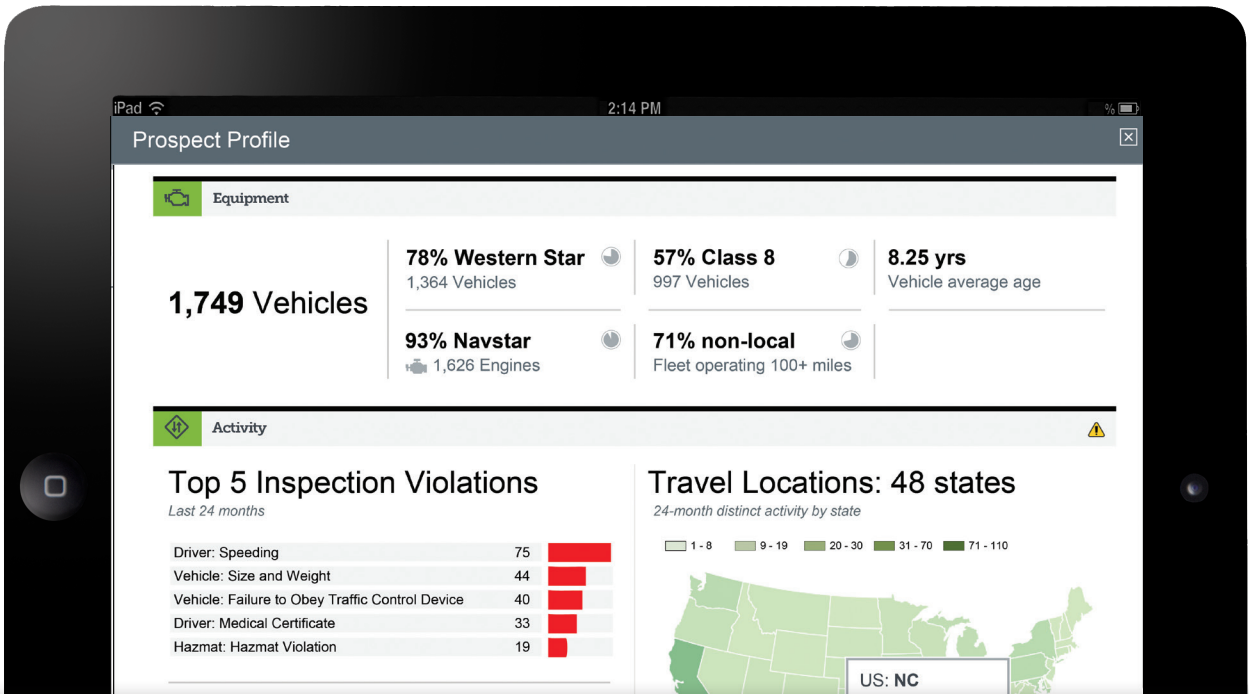 iPad
2:14 PM
%
Prospect Profile
Equipment
1,749 Vehicles
78% Western Star
1,364 Vehicles
57% Class 8
997 Vehicles
8.25 yrs
Vehicle average age
93% Navstar
1,626 Engines
71% non-local
Fleet operating 100+ miles
Activity
Top 5 Inspection Violations
Last 24 months
Driver: Speeding 75
Vehicle: Size and Weight 44
Vehicle: Failure to Obey Traffic Control Device 40
Driver: Medical Certificate 33
Hazmat: Hazmat Violation 19
Travel Locations: 48 states
24-month distinct activity by state
1 - 8 9 - 19 20 - 30 31 - 70 71 - 110
US: NC